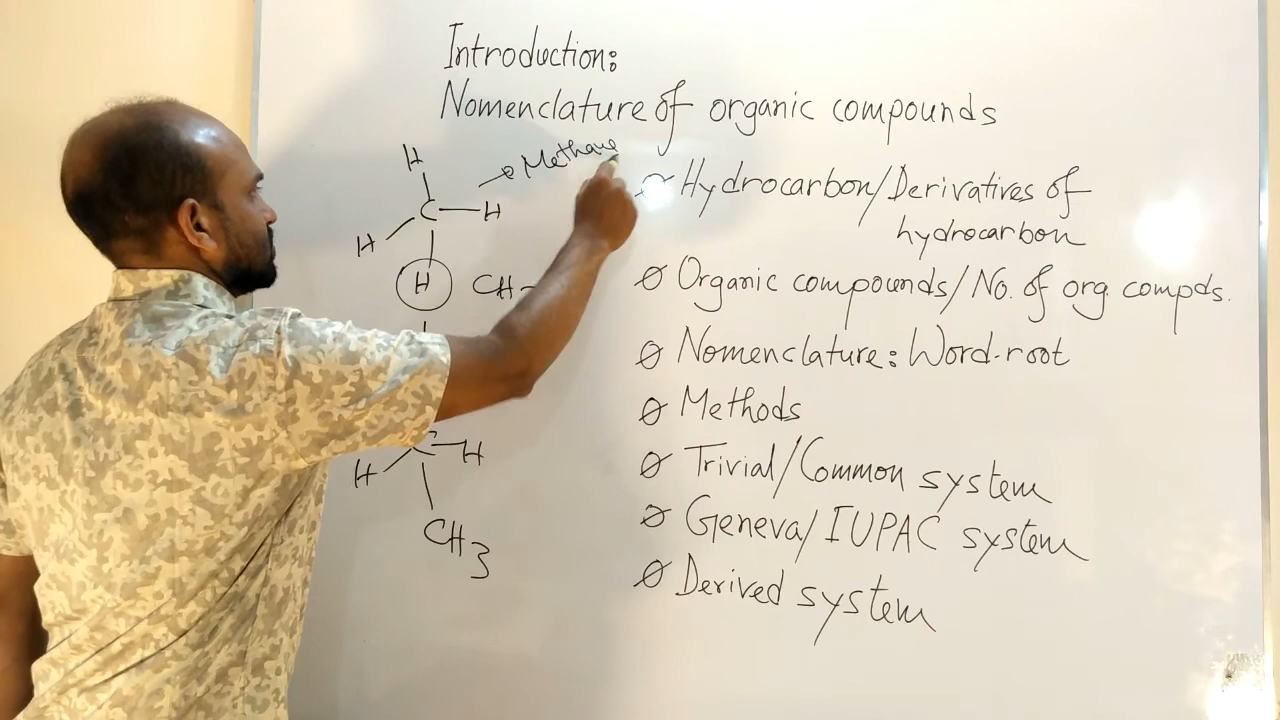 Introduction:
Nomenclature of organic compounds
H
→ Methane
C — H
H
H
CH -
C - H
H
CH3
Ø Hydrocarbon/Derivatives of
hydrocarbon
Ø Organic compounds/No. of org. compds.
Ø Nomenclature: Word-root
Ø Methods
Ø Trivial/Common system
Ø Geneva/IUPAC system
Ø Derived system